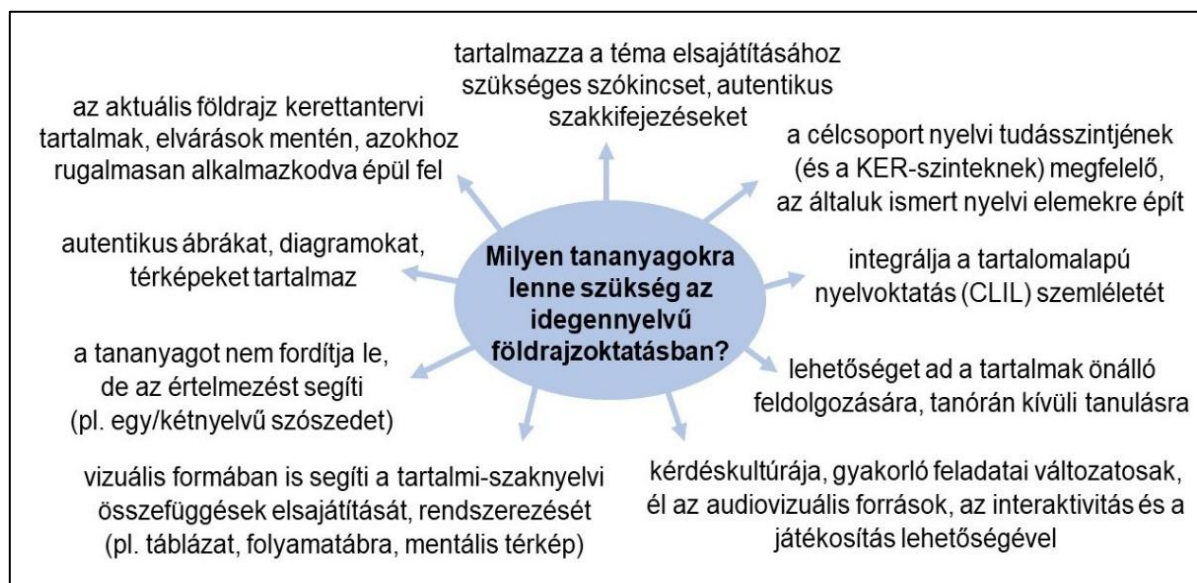 tartalmazza a téma elsajátításához
szükséges szókincset, autentikus
szakkifejezéseket
az aktuális földrajz kerettantervi
tartalmak, elvárások mentén, azokhoz
rugalmasan alkalmazkodva épül fel
a célcsoport nyelvi tudásszintjének
(és a KER-szinteknek) megfelelő,
az általuk ismert nyelvi elemekre épít
autentikus ábrákat, diagramokat,
térképeket tartalmaz
Milyen tananyagokra
lenne szükség az
idegennyelvű
földrajzoktatásban?
integrálja a tartalomalapú
nyelvoktatás (CLIL) szemléletét
a tananyagot nem fordítja le,
de az értelmezést segíti
(pl. egy/kétnyelvű szószedet)
lehetőséget ad a tartalmak önálló
feldolgozására, tanórán kívüli tanulásra
vizuális formában is segíti a tartalmi-szaknyelvi
összefüggések elsajátítását, rendszerezését
(pl. táblázat, folyamatábra, mentális térkép)
kérdéskultúrája, gyakorló feladatai változatosak,
él az audiovizuális források, az interaktivitás és a
játékosítás lehetőségével